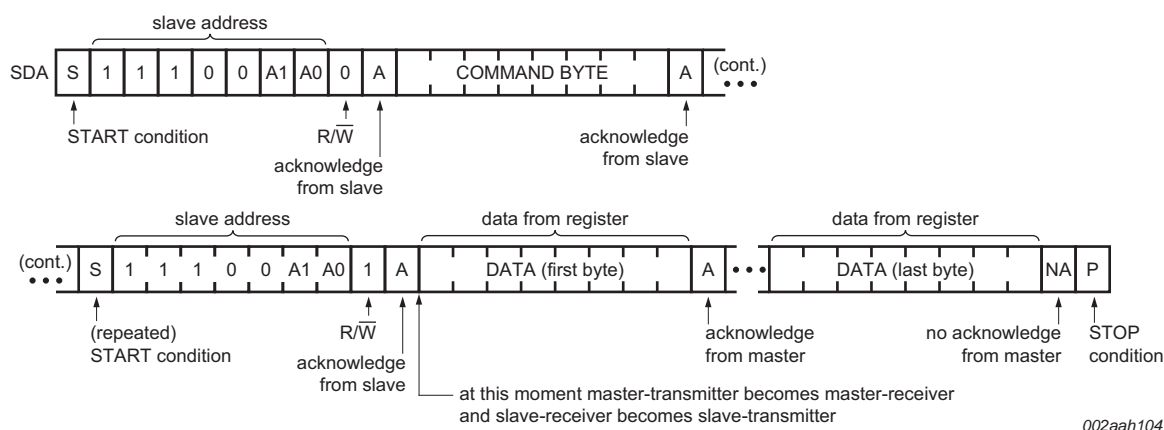 slave address
SDA S 1 1 1 0 0 A1 A0 0 A COMMAND BYTE A (cont.)
START condition R/W̅ acknowledge from slave acknowledge from slave
slave address data from register data from register
(cont.) S 1 1 1 0 0 A1 A0 1 A DATA (first byte) A DATA (last byte) NA P
(repeated) START condition R/W̅ acknowledge from slave acknowledge from master no acknowledge from master STOP condition
at this moment master-transmitter becomes master-receiver
and slave-receiver becomes slave-transmitter
002aah104